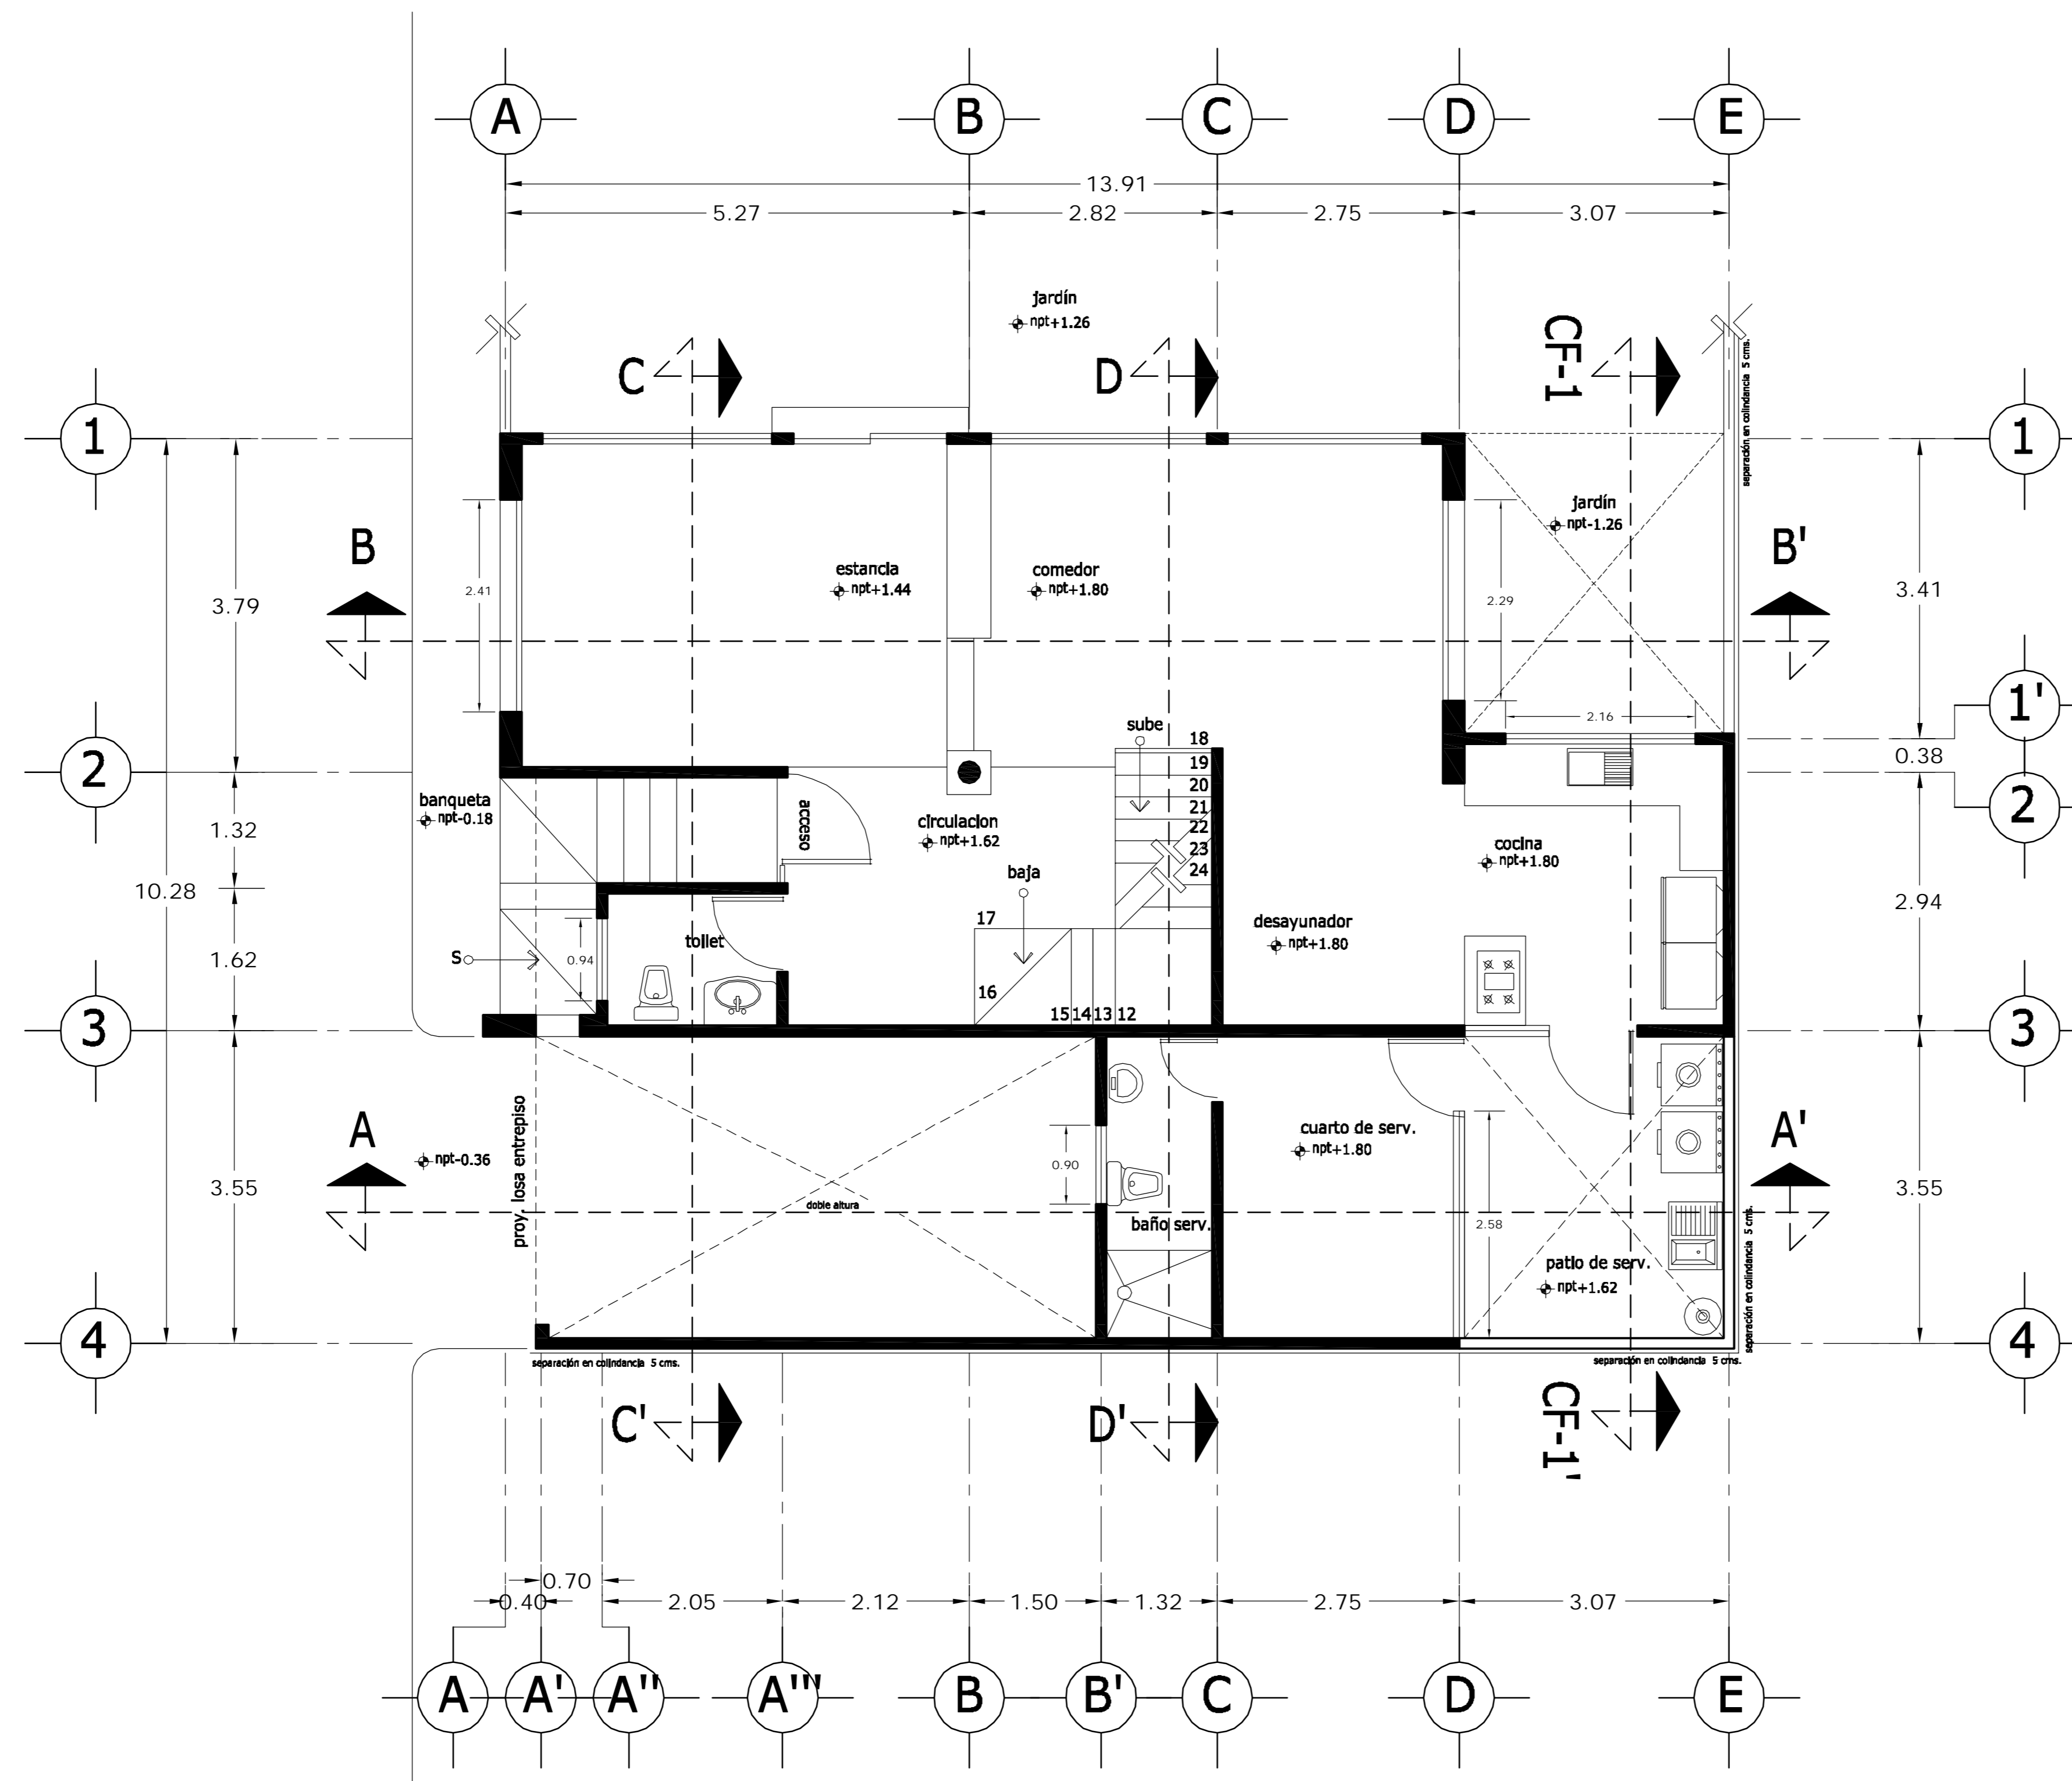 A B C D E
13.91
5.27 2.82 2.75 3.07
jardín
npt+1.26
C D CF-1
separación en colindancia 5 cms.
1 1
jardín
npt-1.26
B B'
estancia
npt+1.44
comedor
npt+1.80
2.41
2.29
3.79
3.41
2.16
1'
sube
18
19
20
21
22
23
24
0.38
2 2
banqueta
npt-0.18
acceso
circulacion
npt+1.62
cocina
npt+1.80
1.32
baja
10.28
2.94
17
desayunador
npt+1.80
toilet
S
0.94
1.62
16
15 14 13 12
3 3
A A'
npt-0.36
proy. losa entrepiso
cuarto de serv.
npt+1.80
0.90
3.55
3.55
doble altura
baño serv.
2.58
patio de serv.
npt+1.62
separación en colindancia 5 cms.
4 4
separación en colindancia 5 cms.
separación en colindancia 5 cms.
C' D' CF-1'
0.70
0.40 2.05 2.12 1.50 1.32 2.75 3.07
A A' A'' A''' B B' C D E